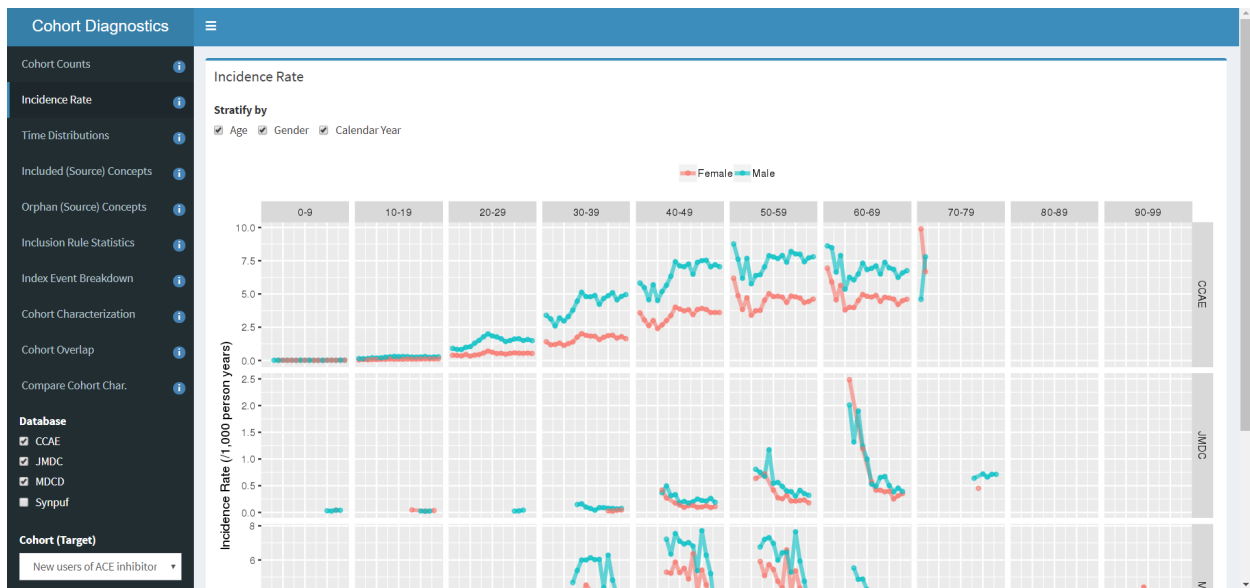 Cohort Diagnostics
Cohort Counts
Incidence Rate
Time Distributions
Included (Source) Concepts
Orphan (Source) Concepts
Inclusion Rule Statistics
Index Event Breakdown
Cohort Characterization
Cohort Overlap
Compare Cohort Char.
Database
CCAE
JMDC
MDCD
Synpuf
Cohort (Target)
New users of ACE inhibitor
Incidence Rate
Stratify by
Age Gender Calendar Year
Female Male
0-9 10-19 20-29 30-39 40-49 50-59 60-69 70-79 80-89 90-99
Incidence Rate (/1,000 person years)
10.0
7.5
5.0
2.5
0.0
CCAE
2.5
2.0
1.5
1.0
0.5
0.0
JMDC
8
6